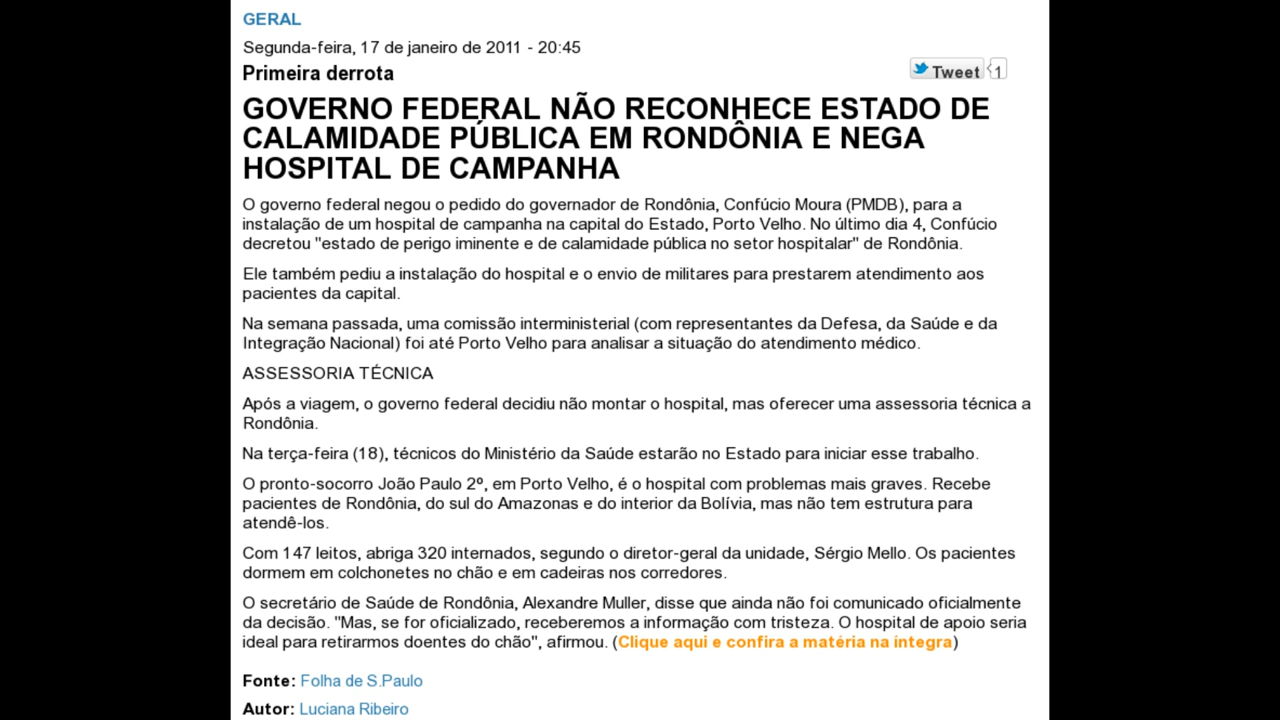 GERAL
Segunda-feira, 17 de janeiro de 2011 - 20:45
Primeira derrota
Tweet 1
GOVERNO FEDERAL NÃO RECONHECE ESTADO DE
CALAMIDADE PÚBLICA EM RONDÔNIA E NEGA
HOSPITAL DE CAMPANHA
O governo federal negou o pedido do governador de Rondônia, Confúcio Moura (PMDB), para a
instalação de um hospital de campanha na capital do Estado, Porto Velho. No último dia 4, Confúcio
decretou "estado de perigo iminente e de calamidade pública no setor hospitalar" de Rondônia.
Ele também pediu a instalação do hospital e o envio de militares para prestarem atendimento aos
pacientes da capital.
Na semana passada, uma comissão interministerial (com representantes da Defesa, da Saúde e da
Integração Nacional) foi até Porto Velho para analisar a situação do atendimento médico.
ASSESSORIA TÉCNICA
Após a viagem, o governo federal decidiu não montar o hospital, mas oferecer uma assessoria técnica a
Rondônia.
Na terça-feira (18), técnicos do Ministério da Saúde estarão no Estado para iniciar esse trabalho.
O pronto-socorro João Paulo 2º, em Porto Velho, é o hospital com problemas mais graves. Recebe
pacientes de Rondônia, do sul do Amazonas e do interior da Bolívia, mas não tem estrutura para
atendê-los.
Com 147 leitos, abriga 320 internados, segundo o diretor-geral da unidade, Sérgio Mello. Os pacientes
dormem em colchonetes no chão e em cadeiras nos corredores.
O secretário de Saúde de Rondônia, Alexandre Muller, disse que ainda não foi comunicado oficialmente
da decisão. "Mas, se for oficializado, receberemos a informação com tristeza. O hospital de apoio seria
ideal para retirarmos doentes do chão", afirmou. (Clique aqui e confira a matéria na íntegra)
Fonte: Folha de S.Paulo
Autor: Luciana Ribeiro